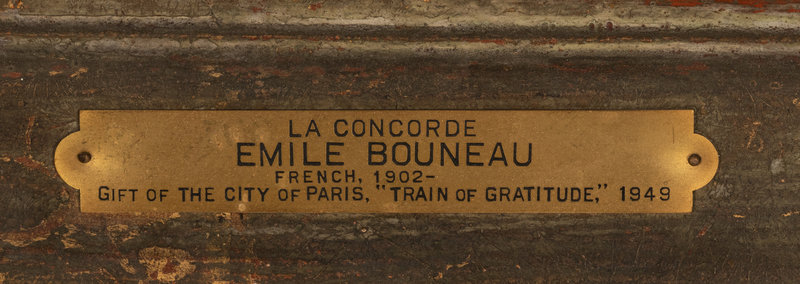 LA CONCORDE
EMILE BOUNEAU
FRENCH, 1902-
GIFT OF THE CITY OF PARIS, "TRAIN OF GRATITUDE," 1949